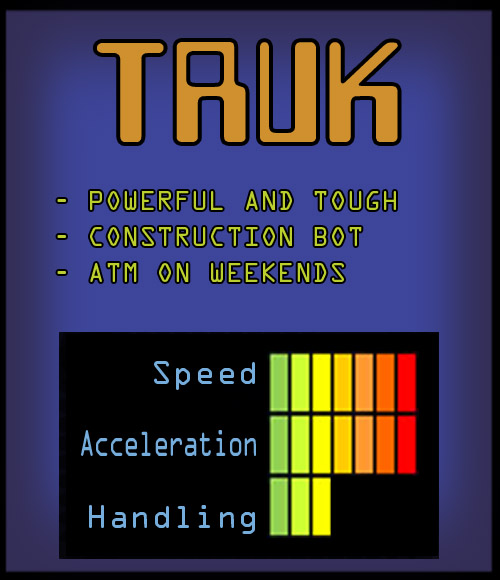 TRUK
- POWERFUL AND TOUGH
- CONSTRUCTION BOT
- ATM ON WEEKENDS
Speed
Acceleration
Handling